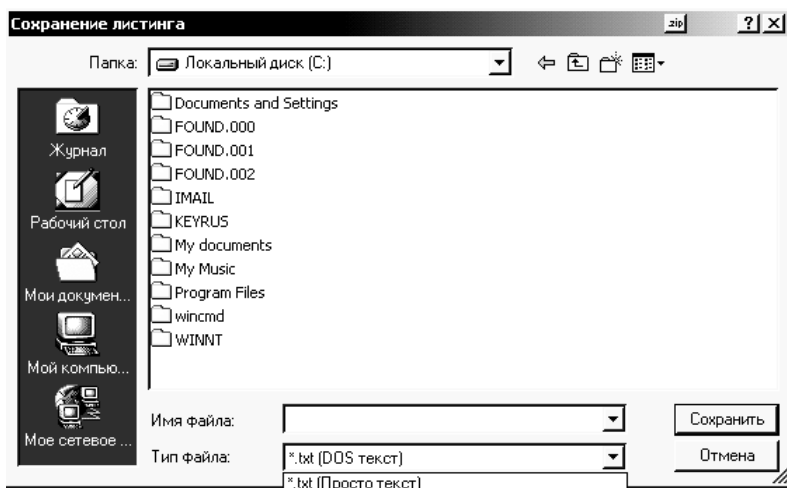 Сохранение листинга
zip
Папка:
Локальный диск (C:)
Documents and Settings
FOUND.000
FOUND.001
FOUND.002
IMAIL
KEYRUS
My documents
My Music
Program Files
wincmd
WINNT
Журнал
Рабочий стол
Мои докумен...
Мой компью...
Мое сетевое ...
Имя файла:
Сохранить
Тип файла:
*.txt (DOS текст)
Отмена
*.txt (Просто текст)